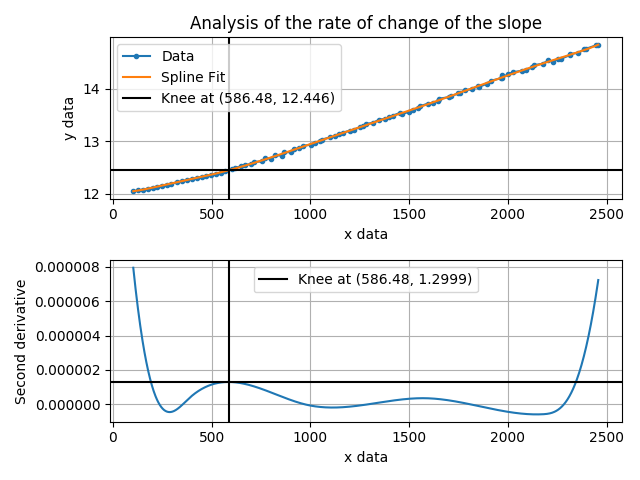 Analysis of the rate of change of the slope
Data
Spline Fit
Knee at (586.48, 12.446)
y data
14
13
12
0 500 1000 1500 2000 2500
x data
Knee at (586.48, 1.2999)
Second derivative
0.000008
0.000006
0.000004
0.000002
0.000000
0 500 1000 1500 2000 2500
x data